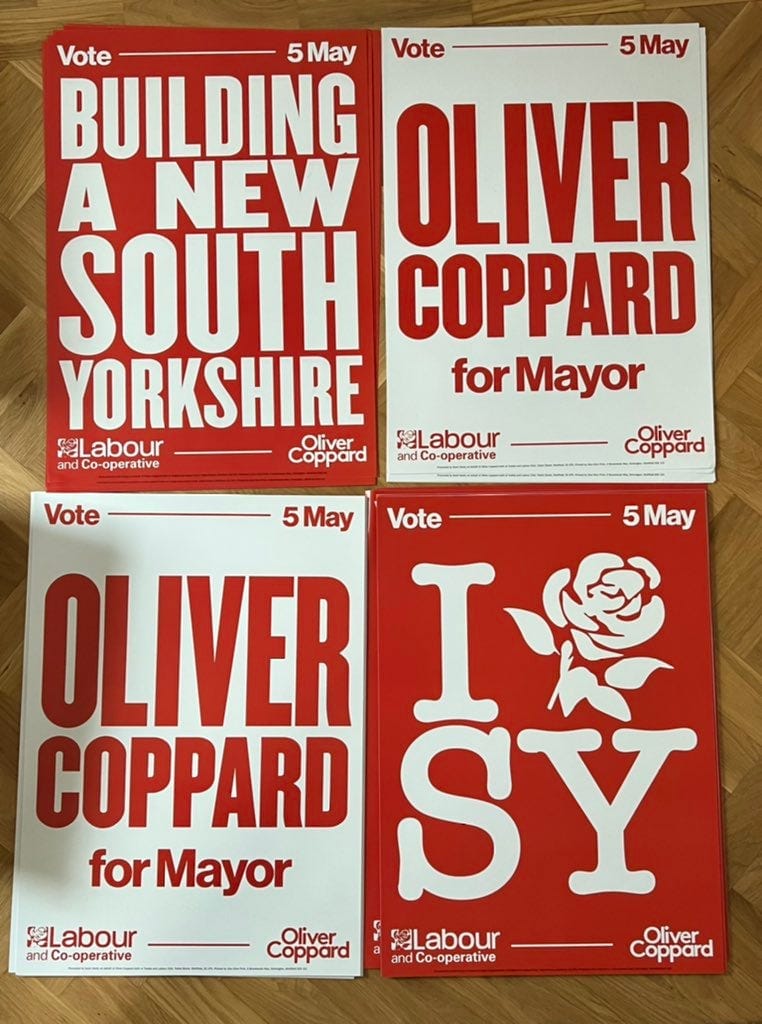 Vote 5 May
BUILDING
A NEW
SOUTH
YORKSHIRE
Labour
and Co-operative
Oliver
Coppard
Vote 5 May
OLIVER
COPPARD
for Mayor
Labour
and Co-operative
Oliver
Coppard
Vote 5 May
OLIVER
COPPARD
for Mayor
Labour
and Co-operative
Oliver
Coppard
Vote 5 May
I
SY
Labour
and Co-operative
Oliver
Coppard